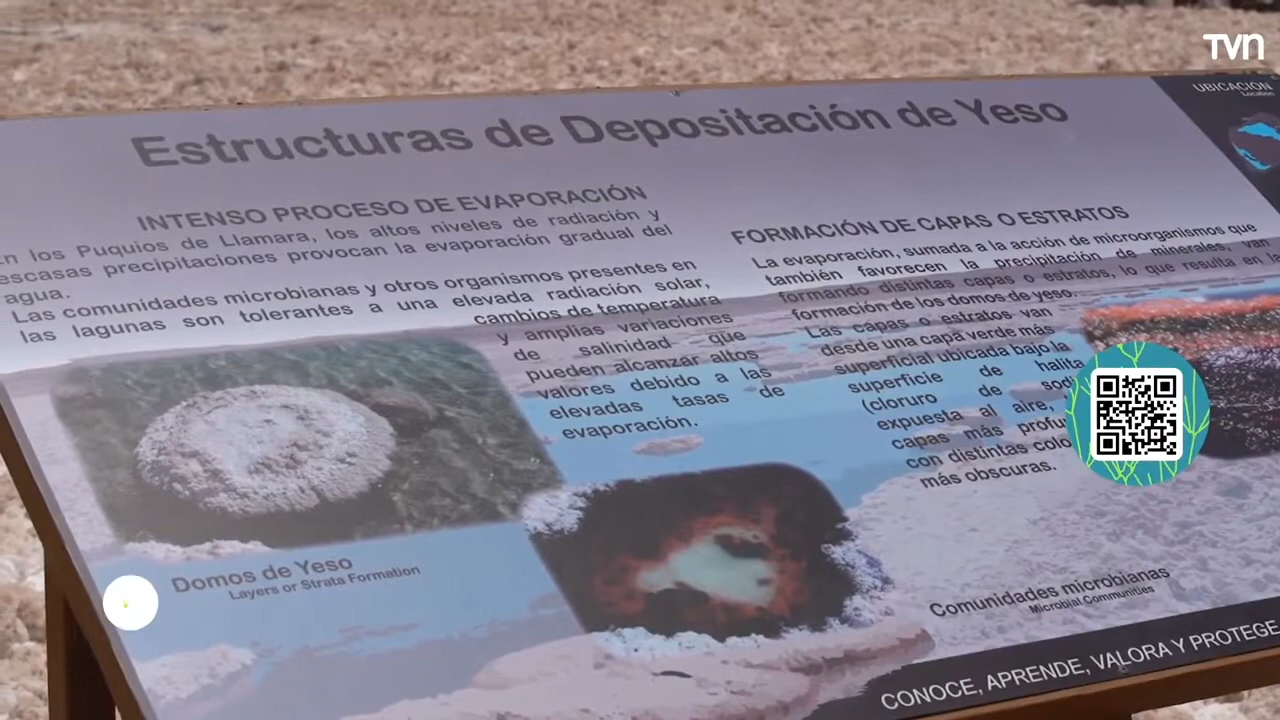 TVN
UBICACIÓN
Location
Estructuras de Depositación de Yeso
INTENSO PROCESO DE EVAPORACIÓN
En los Puquios de Llamara, los altos niveles de radiación y
escasas precipitaciones provocan la evaporación gradual del
agua.
Las comunidades microbianas y otros organismos presentes en
las lagunas son tolerantes a una elevada radiación solar,
cambios de temperatura
y amplias variaciones
de salinidad que
pueden alcanzar altos
valores debido a las
elevadas tasas de
evaporación.
FORMACIÓN DE CAPAS O ESTRATOS
La evaporación, sumada a la acción de microorganismos que
también favorecen la precipitación de minerales, van
formando distintas capas o estratos, lo que resulta en la
formación de los domos de yeso.
Las capas o estratos van
desde una capa verde más
superficial ubicada bajo la
superficie de halita
(cloruro de sodi
expuesta al aire,
capas más profu
con distintas colo
más obscuras.
Domos de Yeso
Layers or Strata Formation
Comunidades microbianas
Microbial Communities
CONOCE, APRENDE, VALORA Y PROTEGE